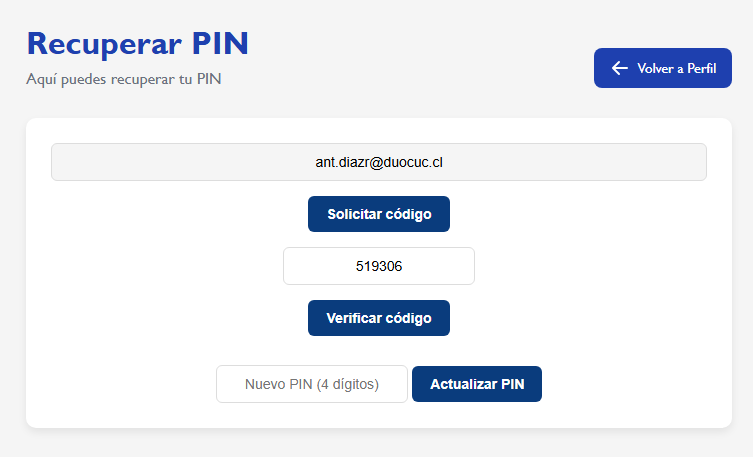 Recuperar PIN
Aquí puedes recuperar tu PIN
Volver a Perfil
ant.diazr@duocuc.cl
Solicitar código
519306
Verificar código
Nuevo PIN (4 dígitos)
Actualizar PIN